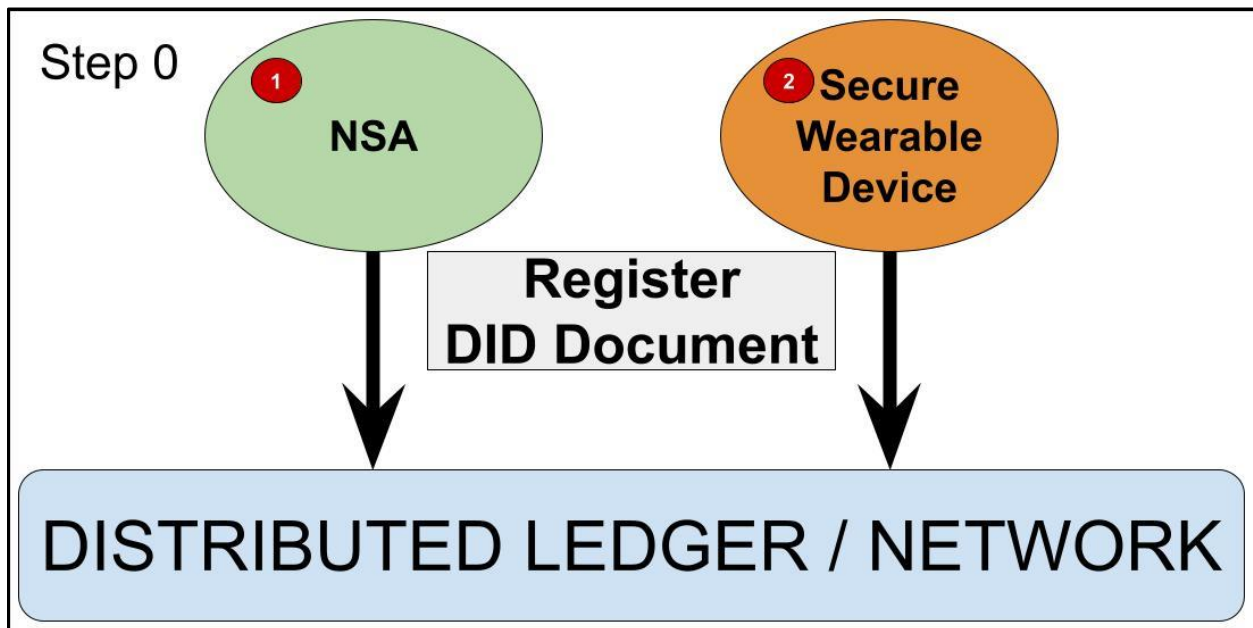 Step 0
1
NSA
2
Secure
Wearable
Device
Register
DID Document
DISTRIBUTED LEDGER / NETWORK